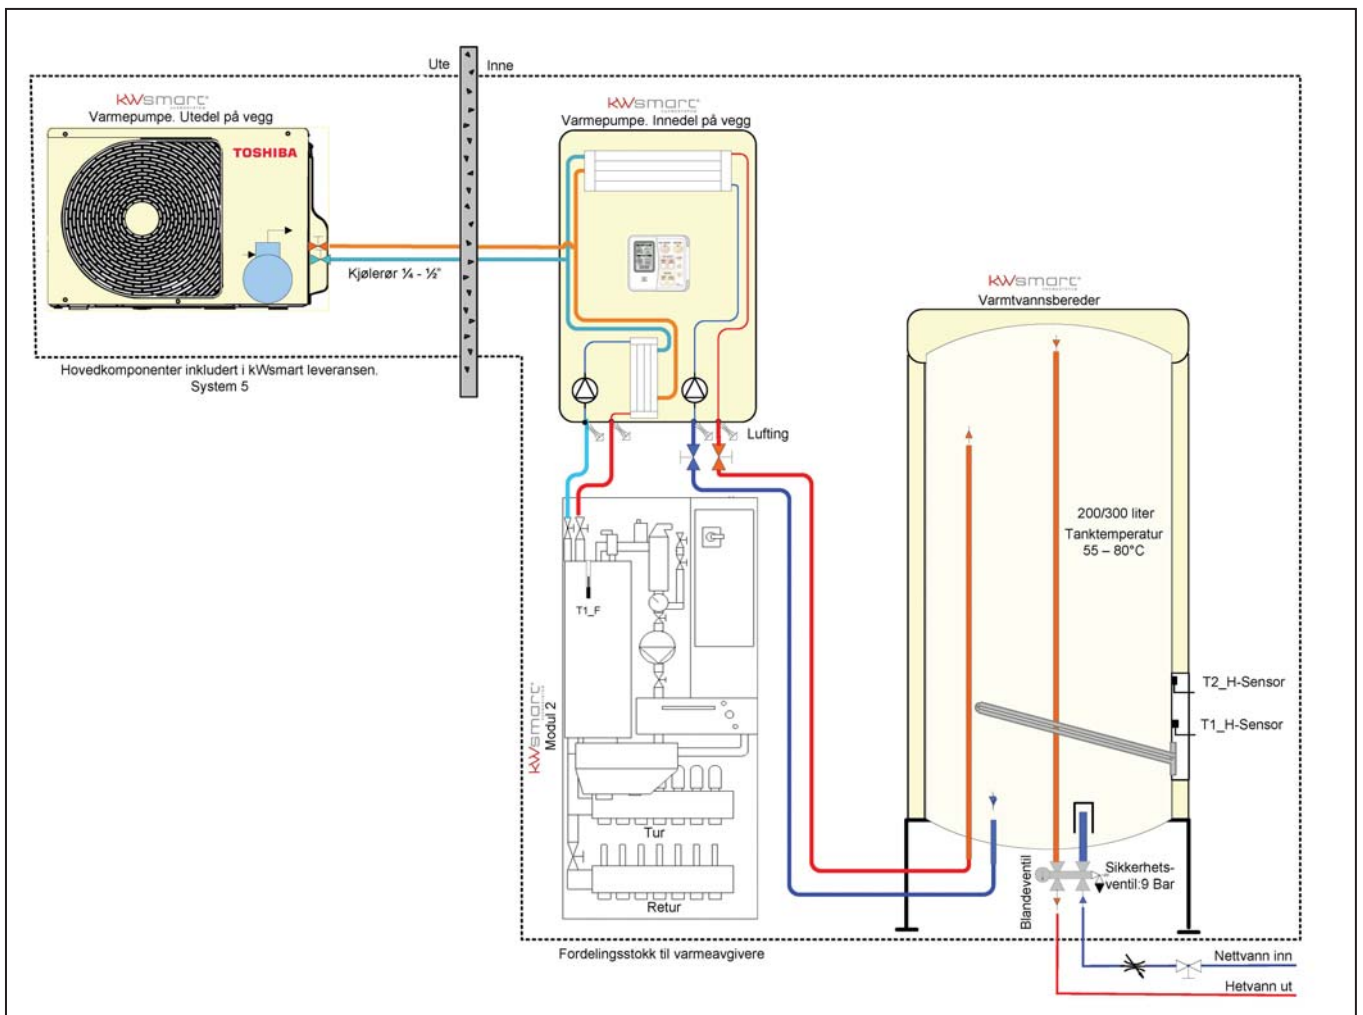 Ute
Inne
kWsmart
Varmepumpe. Utedel på vegg
TOSHIBA
kWsmart
Varmepumpe. Innedel på vegg
Kjølerør ¼ - ½"
Hovedkomponenter inkludert i kWsmart leveransen.
System 5
Lufting
kWsmart
Varmtvannsbereder
200/300 liter
Tanktemperatur
55 – 80°C
T1_F
T2_H-Sensor
T1_H-Sensor
kWsmart
Modul 2
Tur
Retur
Blandeventil
Sikkerhets-
ventil:9 Bar
Fordelingsstokk til varmeavgivere
Nettvann inn
Hetvann ut